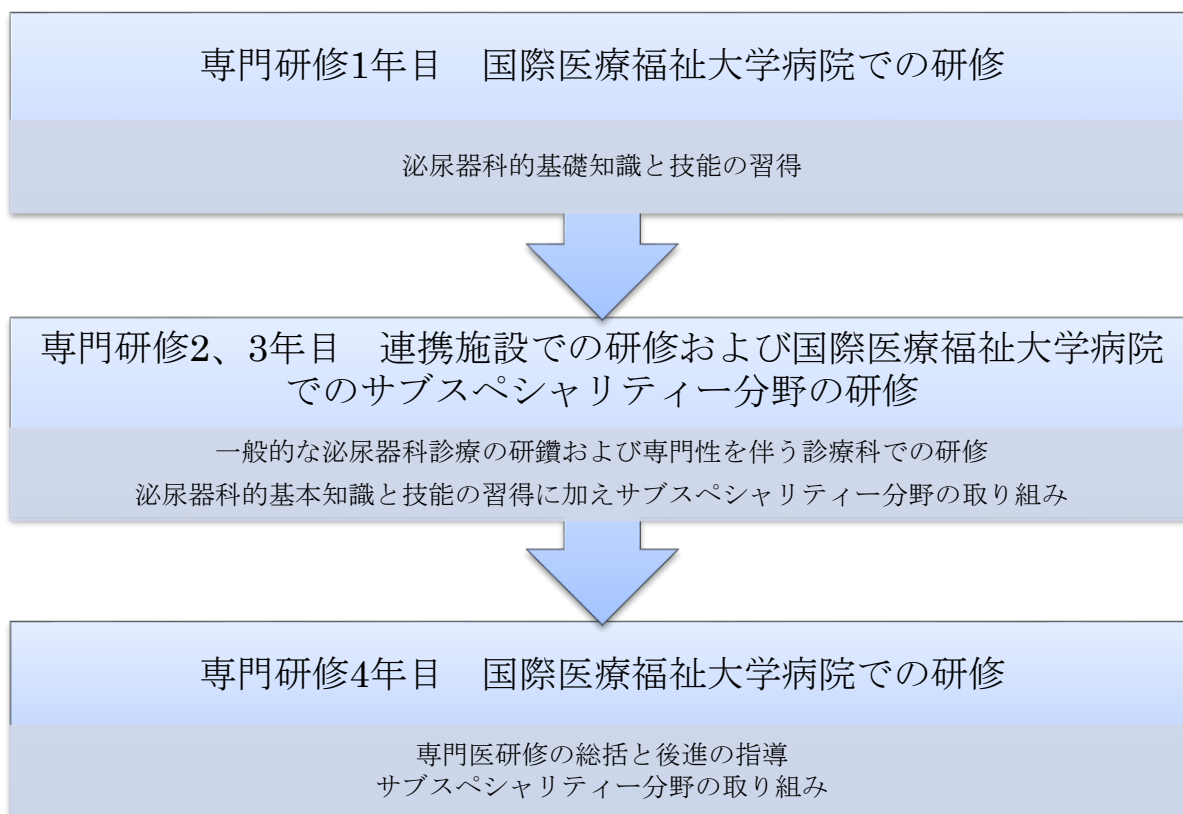 専門研修1年目　国際医療福祉大学病院での研修
泌尿器科的基礎知識と技能の習得
専門研修2、3年目　連携施設での研修および国際医療福祉大学病院
でのサブスペシャリティー分野の研修
一般的な泌尿器科診療の研鑽および専門性を伴う診療科での研修
泌尿器科的基本知識と技能の習得に加えサブスペシャリティー分野の取り組み
専門研修4年目　国際医療福祉大学病院での研修
専門医研修の総括と後進の指導
サブスペシャリティー分野の取り組み